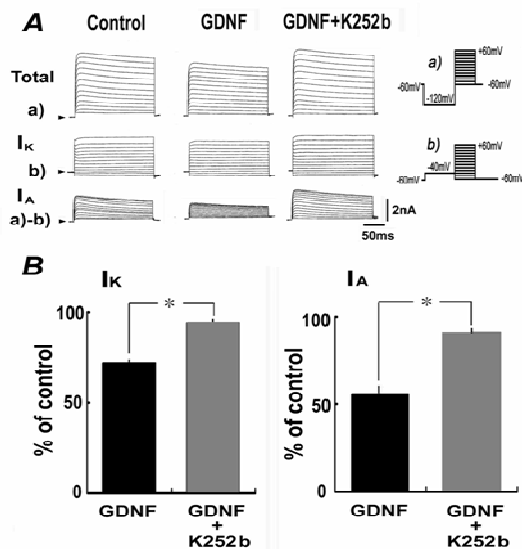 A
Control
GDNF
GDNF+K252b
Total
a)
IK
b)
IA
a)-b)
2nA
50ms
a)
+60mV
-60mV
-60mV
-120mV
b)
+60mV
-40mV
-60mV
-60mV
B
IK
*
100
50
0
% of control
GDNF
GDNF
+
K252b
IA
*
100
50
0
% of control
GDNF
GDNF
+
K252b